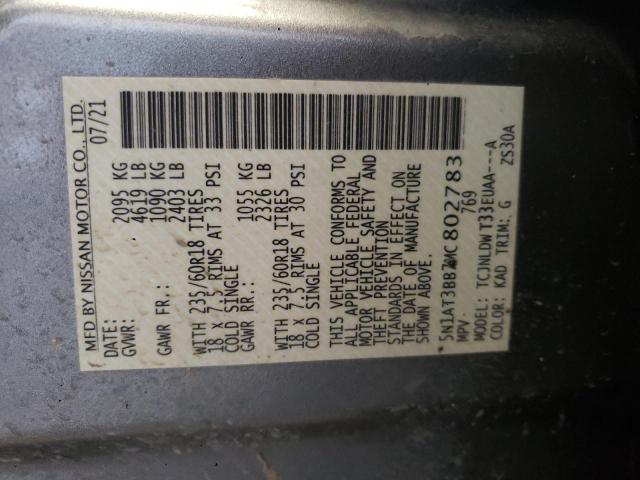 MFD BY NISSAN MOTOR CO., LTD.
DATE: 07/21
GVWR: 2095 KG
4619 LB
GAWR FR.: 1090 KG
2403 LB
WITH 235/60R18 TIRES
18 x 7.5 RIMS AT 33 PSI
COLD SINGLE
GAWR RR.: 1055 KG
2326 LB
WITH 235/60R18 TIRES
18 x 7.5 RIMS AT 30 PSI
COLD SINGLE
THIS VEHICLE CONFORMS TO
ALL APPLICABLE FEDERAL
MOTOR VEHICLE SAFETY AND
THEFT PREVENTION
STANDARDS IN EFFECT ON
THE DATE OF MANUFACTURE
SHOWN ABOVE.
*5N1AT3BB7MC802783
MPV. 769
MODEL: TCJNLDW T33EUAA---A
COLOR: KAD TRIM: G ZS30A